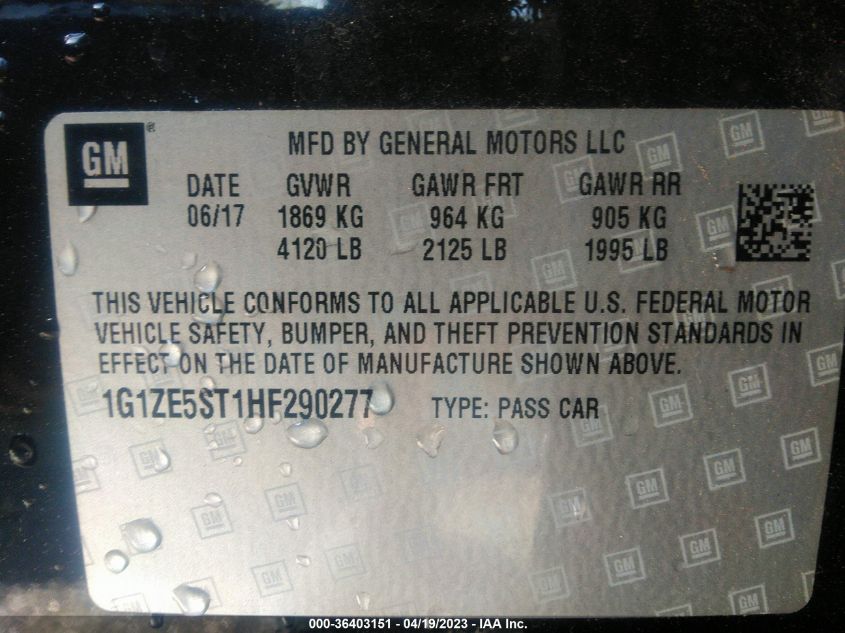 GM ®
MFD BY GENERAL MOTORS LLC
DATE GVWR GAWR FRT GAWR RR
06/17 1869 KG 964 KG 905 KG
4120 LB 2125 LB 1995 LB
THIS VEHICLE CONFORMS TO ALL APPLICABLE U.S. FEDERAL MOTOR
VEHICLE SAFETY, BUMPER, AND THEFT PREVENTION STANDARDS IN
EFFECT ON THE DATE OF MANUFACTURE SHOWN ABOVE.
1G1ZE5ST1HF290277 TYPE: PASS CAR
000-36403151 - 04/19/2023 - IAA Inc.